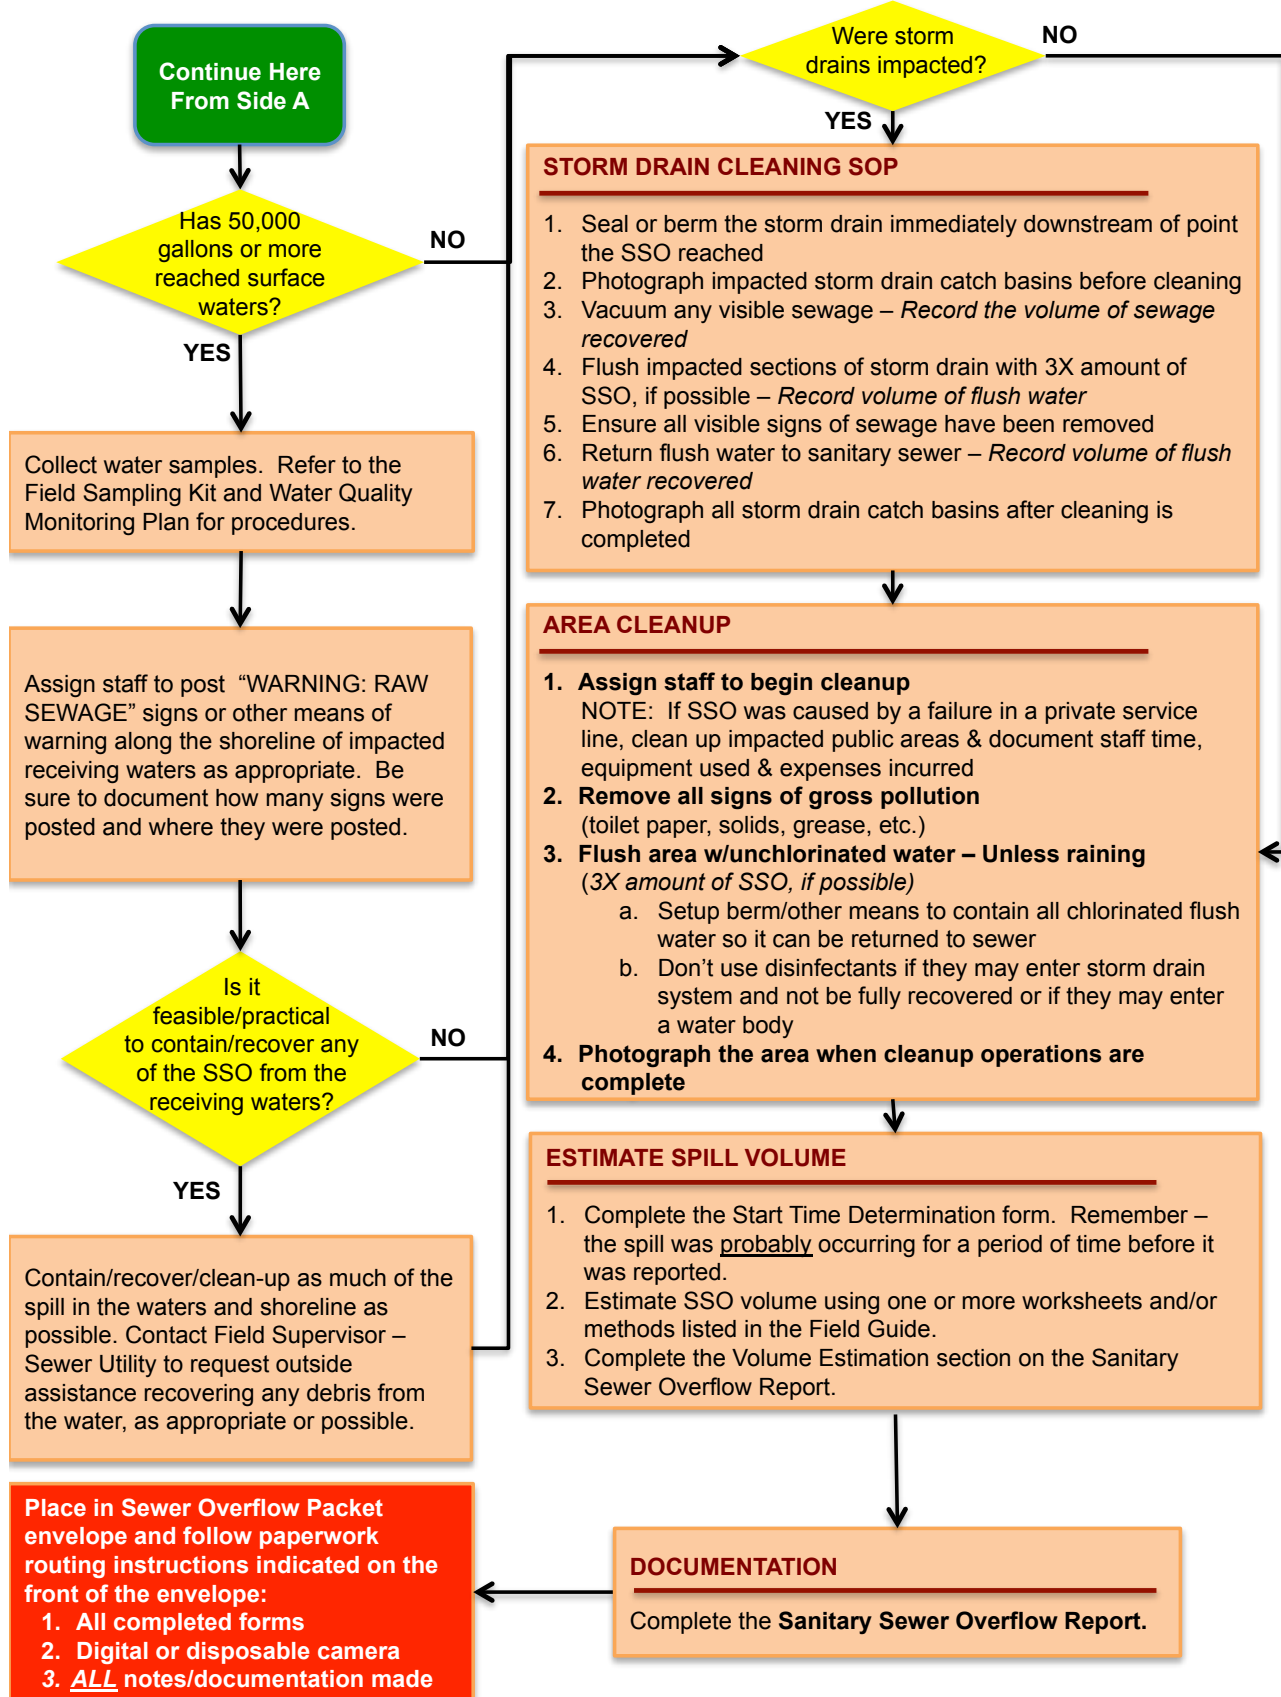 Continue Here
From Side A
Has 50,000
gallons or more
reached surface
waters?
NO
YES
Collect water samples.  Refer to the
Field Sampling Kit and Water Quality
Monitoring Plan for procedures.
Assign staff to post  “WARNING: RAW
SEWAGE” signs or other means of
warning along the shoreline of impacted
receiving waters as appropriate.  Be
sure to document how many signs were
posted and where they were posted.
Is it
feasible/practical
to contain/recover any
of the SSO from the
receiving waters?
NO
YES
Contain/recover/clean-up as much of the
spill in the waters and shoreline as
possible. Contact Field Supervisor –
Sewer Utility to request outside
assistance recovering any debris from
the water, as appropriate or possible.
Were storm
drains impacted?
NO
YES
STORM DRAIN CLEANING SOP
1. Seal or berm the storm drain immediately downstream of point
the SSO reached
2. Photograph impacted storm drain catch basins before cleaning
3. Vacuum any visible sewage – Record the volume of sewage
recovered
4. Flush impacted sections of storm drain with 3X amount of
SSO, if possible – Record volume of flush water
5. Ensure all visible signs of sewage have been removed
6. Return flush water to sanitary sewer – Record volume of flush
water recovered
7. Photograph all storm drain catch basins after cleaning is
completed
AREA CLEANUP
1. Assign staff to begin cleanup
NOTE:  If SSO was caused by a failure in a private service
line, clean up impacted public areas & document staff time,
equipment used & expenses incurred
2. Remove all signs of gross pollution
(toilet paper, solids, grease, etc.)
3. Flush area w/unchlorinated water – Unless raining
(3X amount of SSO, if possible)
a. Setup berm/other means to contain all chlorinated flush
water so it can be returned to sewer
b. Don’t use disinfectants if they may enter storm drain
system and not be fully recovered or if they may enter
a water body
4. Photograph the area when cleanup operations are
complete
ESTIMATE SPILL VOLUME
1. Complete the Start Time Determination form.  Remember –
the spill was probably occurring for a period of time before it
was reported.
2. Estimate SSO volume using one or more worksheets and/or
methods listed in the Field Guide.
3. Complete the Volume Estimation section on the Sanitary
Sewer Overflow Report.
DOCUMENTATION
Complete the Sanitary Sewer Overflow Report.
Place in Sewer Overflow Packet
envelope and follow paperwork
routing instructions indicated on the
front of the envelope:
1. All completed forms
2. Digital or disposable camera
3. ALL notes/documentation made